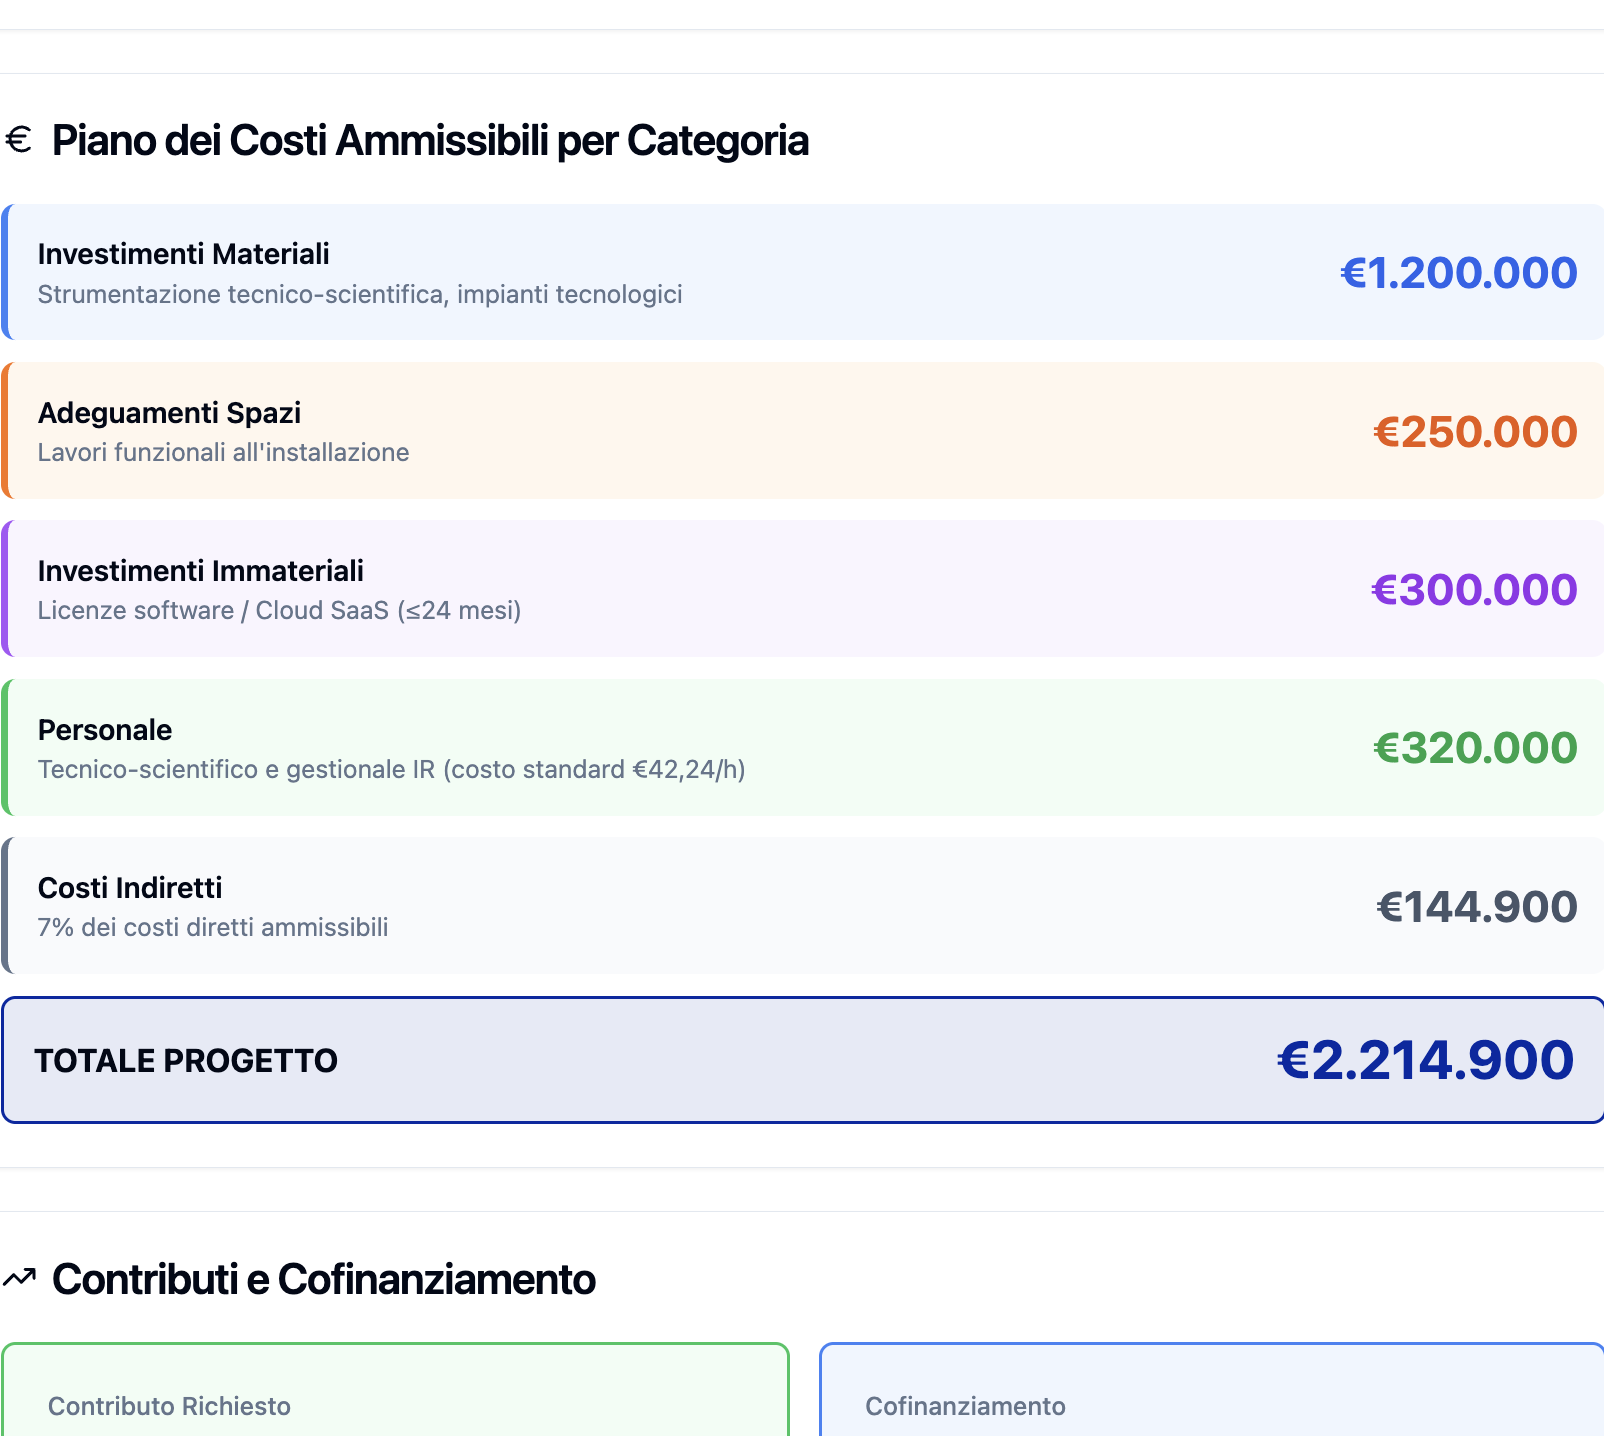 € Piano dei Costi Ammissibili per Categoria
Investimenti Materiali
Strumentazione tecnico-scientifica, impianti tecnologici
€1.200.000
Adeguamenti Spazi
Lavori funzionali all'installazione
€250.000
Investimenti Immateriali
Licenze software / Cloud SaaS (≤24 mesi)
€300.000
Personale
Tecnico-scientifico e gestionale IR (costo standard €42,24/h)
€320.000
Costi Indiretti
7% dei costi diretti ammissibili
€144.900
TOTALE PROGETTO
€2.214.900
Contributi e Cofinanziamento
Contributo Richiesto
Cofinanziamento